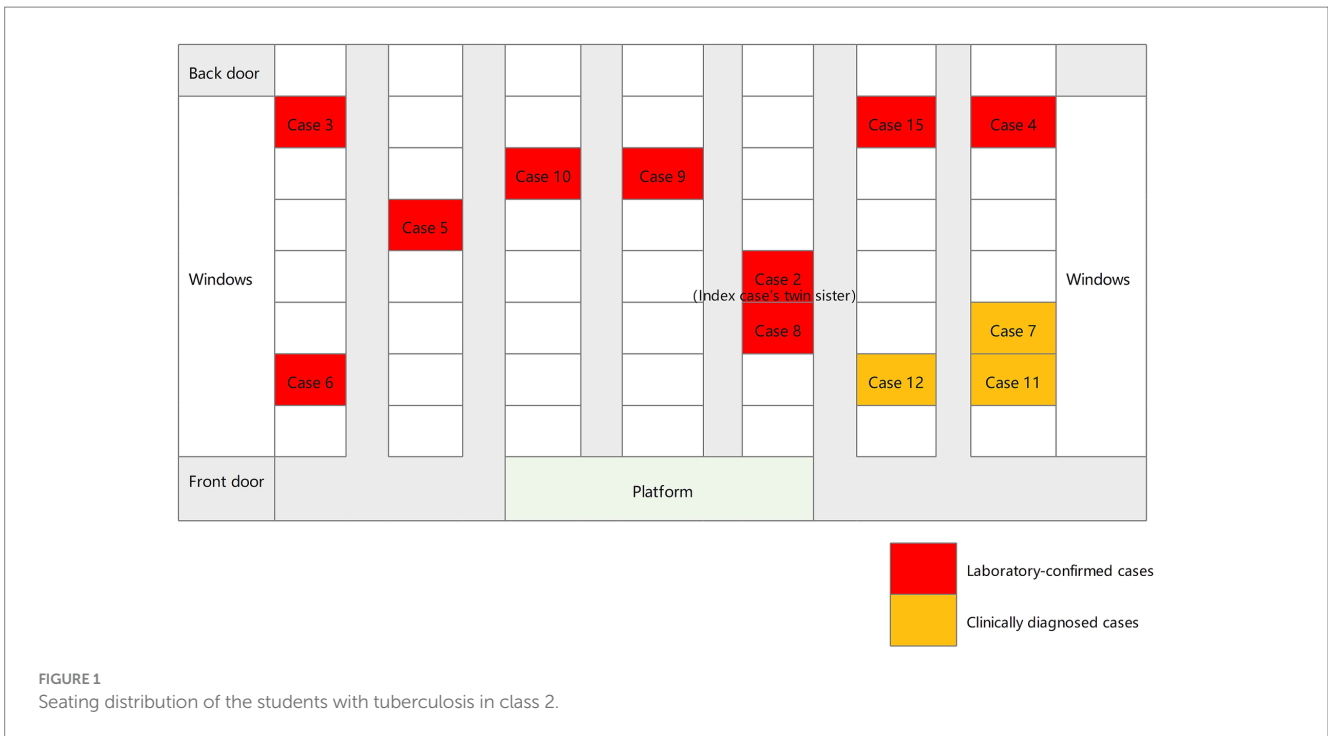 Back door
Case 3
Case 15
Case 4
Case 10
Case 9
Case 5
Windows
Case 2
Windows
(Index case's twin sister)
Case 8
Case 7
Case 6
Case 12
Case 11
Front door
Platform
Laboratory-confirmed cases
Clinically diagnosed cases
FIGURE 1
Seating distribution of the students with tuberculosis in class 2.